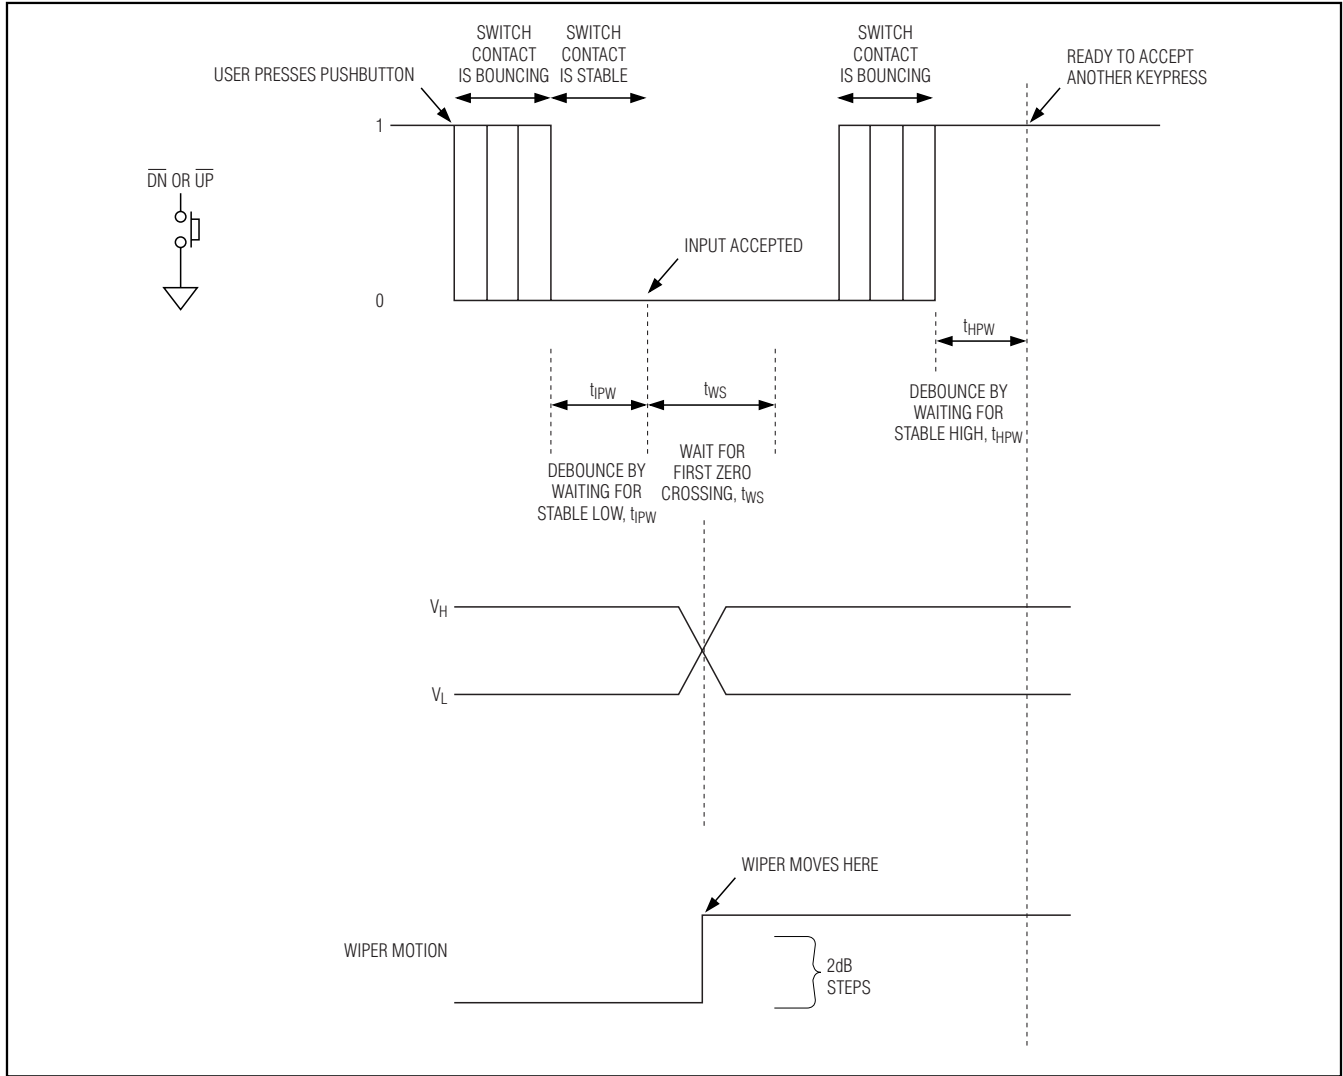 SWITCH
CONTACT
IS BOUNCING
SWITCH
CONTACT
IS STABLE
SWITCH
CONTACT
IS BOUNCING
USER PRESSES PUSHBUTTON
READY TO ACCEPT
ANOTHER KEYPRESS
1
DN OR UP
INPUT ACCEPTED
0
tHPW
tIPW
tWS
DEBOUNCE BY
WAITING FOR
STABLE HIGH, tHPW
DEBOUNCE BY
WAITING FOR
STABLE LOW, tIPW
WAIT FOR
FIRST ZERO
CROSSING, tWS
VH
VL
WIPER MOVES HERE
WIPER MOTION
2dB
STEPS